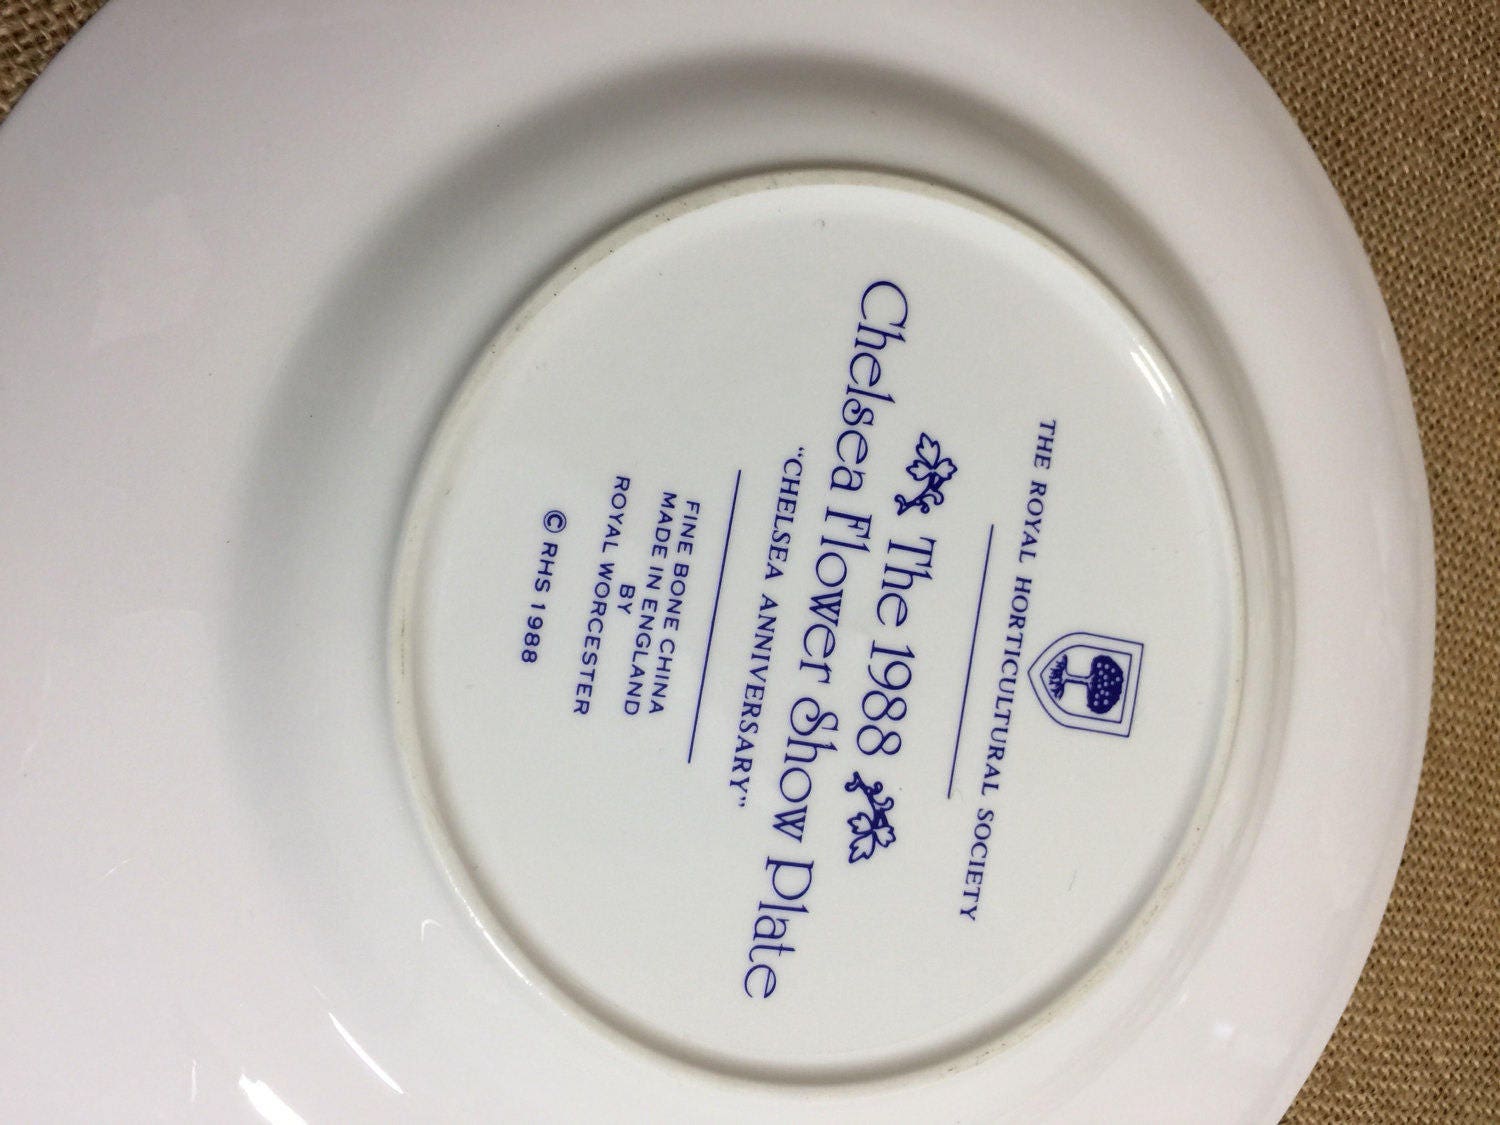 THE ROYAL HORTICULTURAL SOCIETY
The 1988
Chelsea Flower Show Plate
"CHELSEA ANNIVERSARY"
FINE BONE CHINA
MADE IN ENGLAND
BY
ROYAL WORCESTER
© RHS 1988